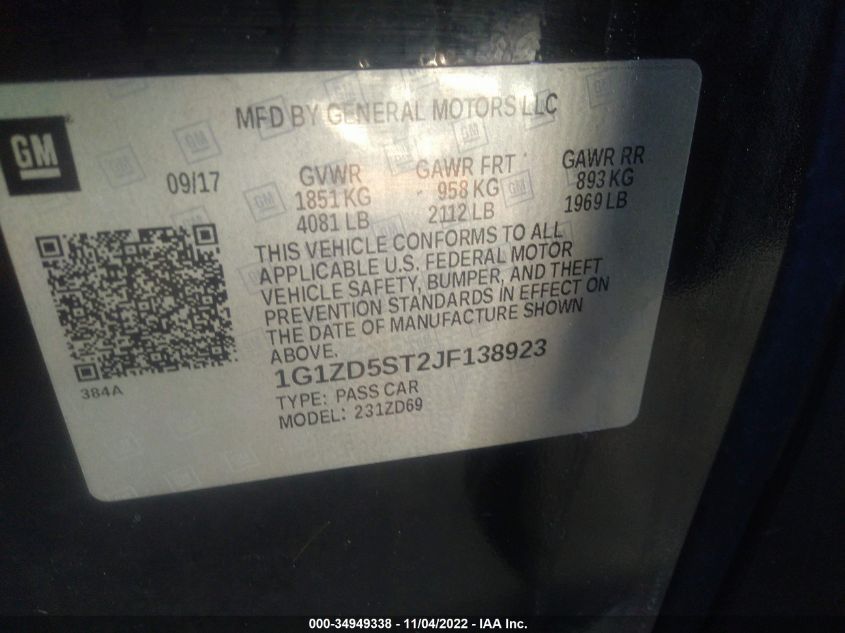 GM
MFD BY GENERAL MOTORS LLC
09/17
GVWR
1851 KG
4081 LB
GAWR FRT
958 KG
2112 LB
GAWR RR
893 KG
1969 LB
THIS VEHICLE CONFORMS TO ALL
APPLICABLE U.S. FEDERAL MOTOR
VEHICLE SAFETY, BUMPER, AND THEFT
PREVENTION STANDARDS IN EFFECT ON
THE DATE OF MANUFACTURE SHOWN
ABOVE.
384A
1G1ZD5ST2JF138923
TYPE: PASS CAR
MODEL: 231ZD69
000-34949338 - 11/04/2022 - IAA Inc.